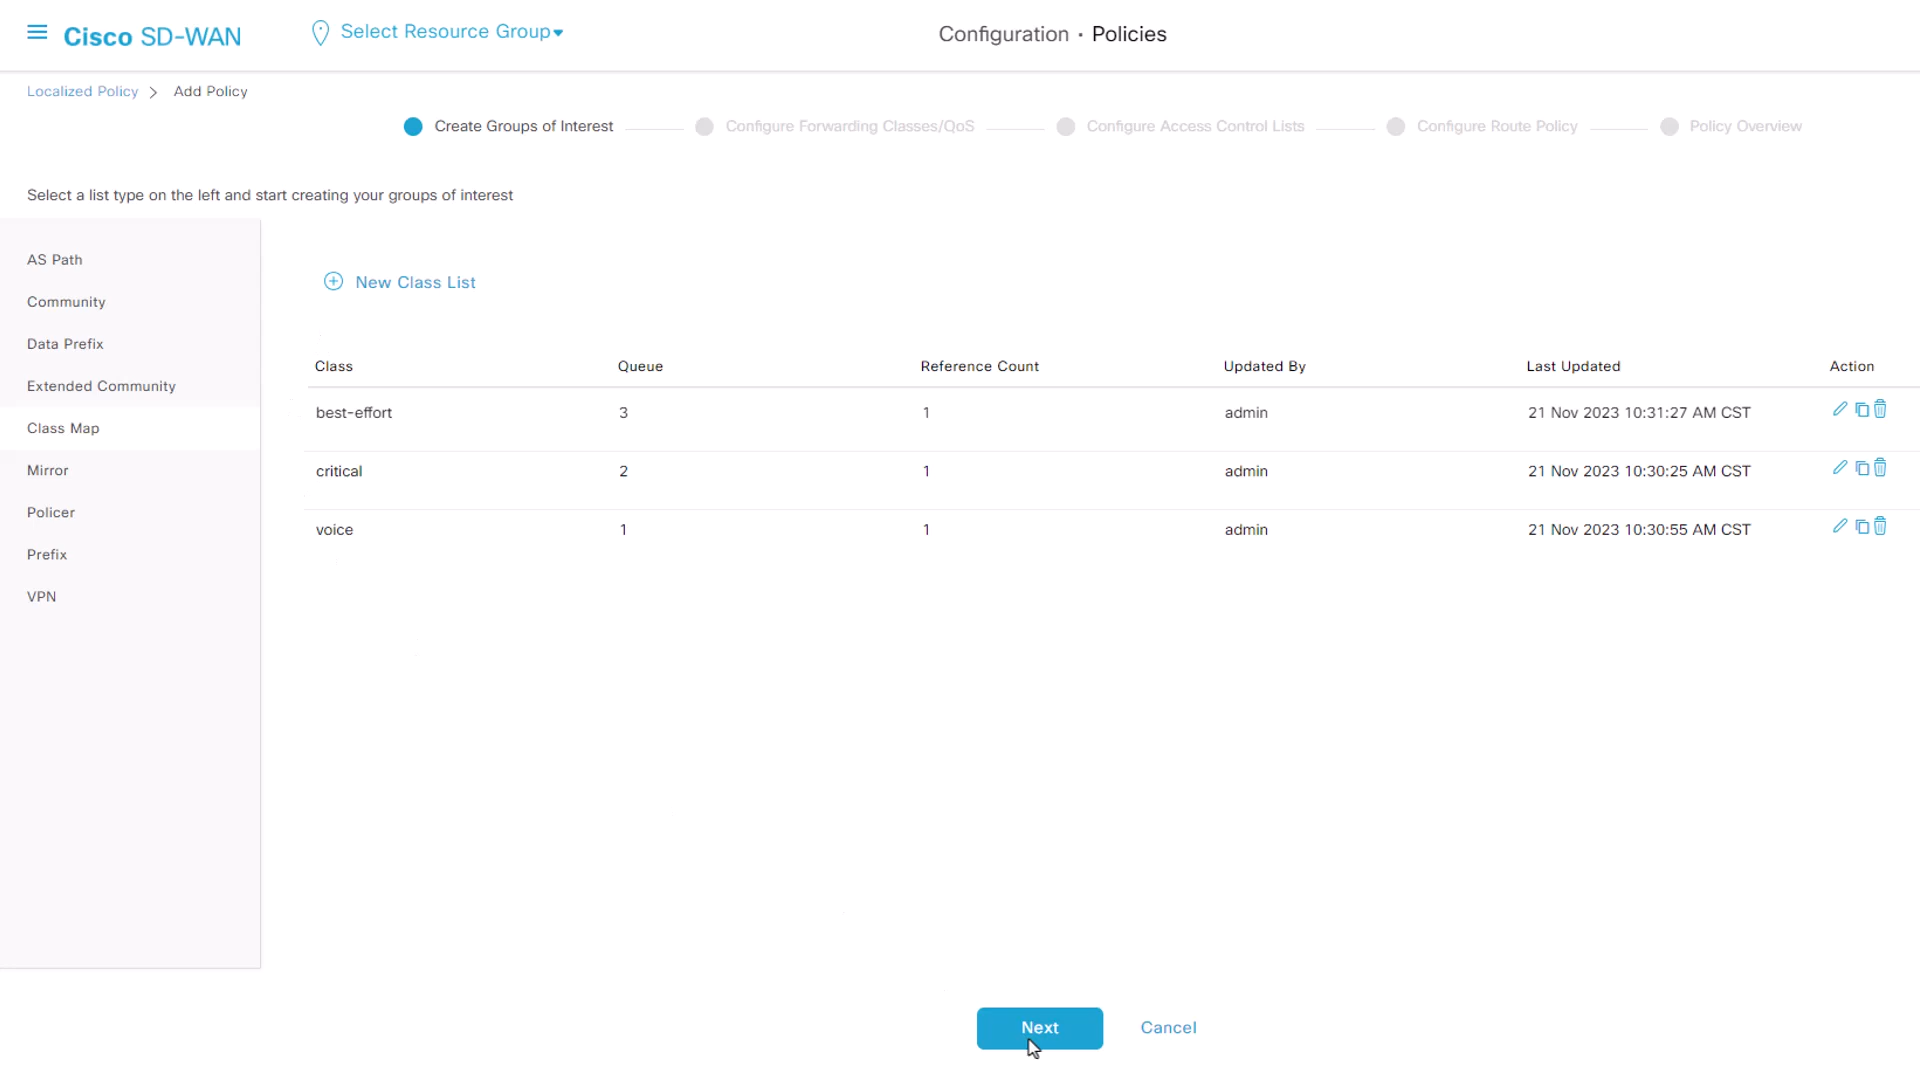 Cisco SD-WAN
Select Resource Group
Configuration · Policies
Localized Policy > Add Policy
Create Groups of Interest
Configure Forwarding Classes/QoS
Configure Access Control Lists
Configure Route Policy
Policy Overview
Select a list type on the left and start creating your groups of interest
AS Path
Community
Data Prefix
Extended Community
Class Map
Mirror
Policer
Prefix
VPN
New Class List
Class Queue Reference Count Updated By Last Updated Action
best-effort 3 1 admin 21 Nov 2023 10:31:27 AM CST
critical 2 1 admin 21 Nov 2023 10:30:25 AM CST
voice 1 1 admin 21 Nov 2023 10:30:55 AM CST
Next Cancel